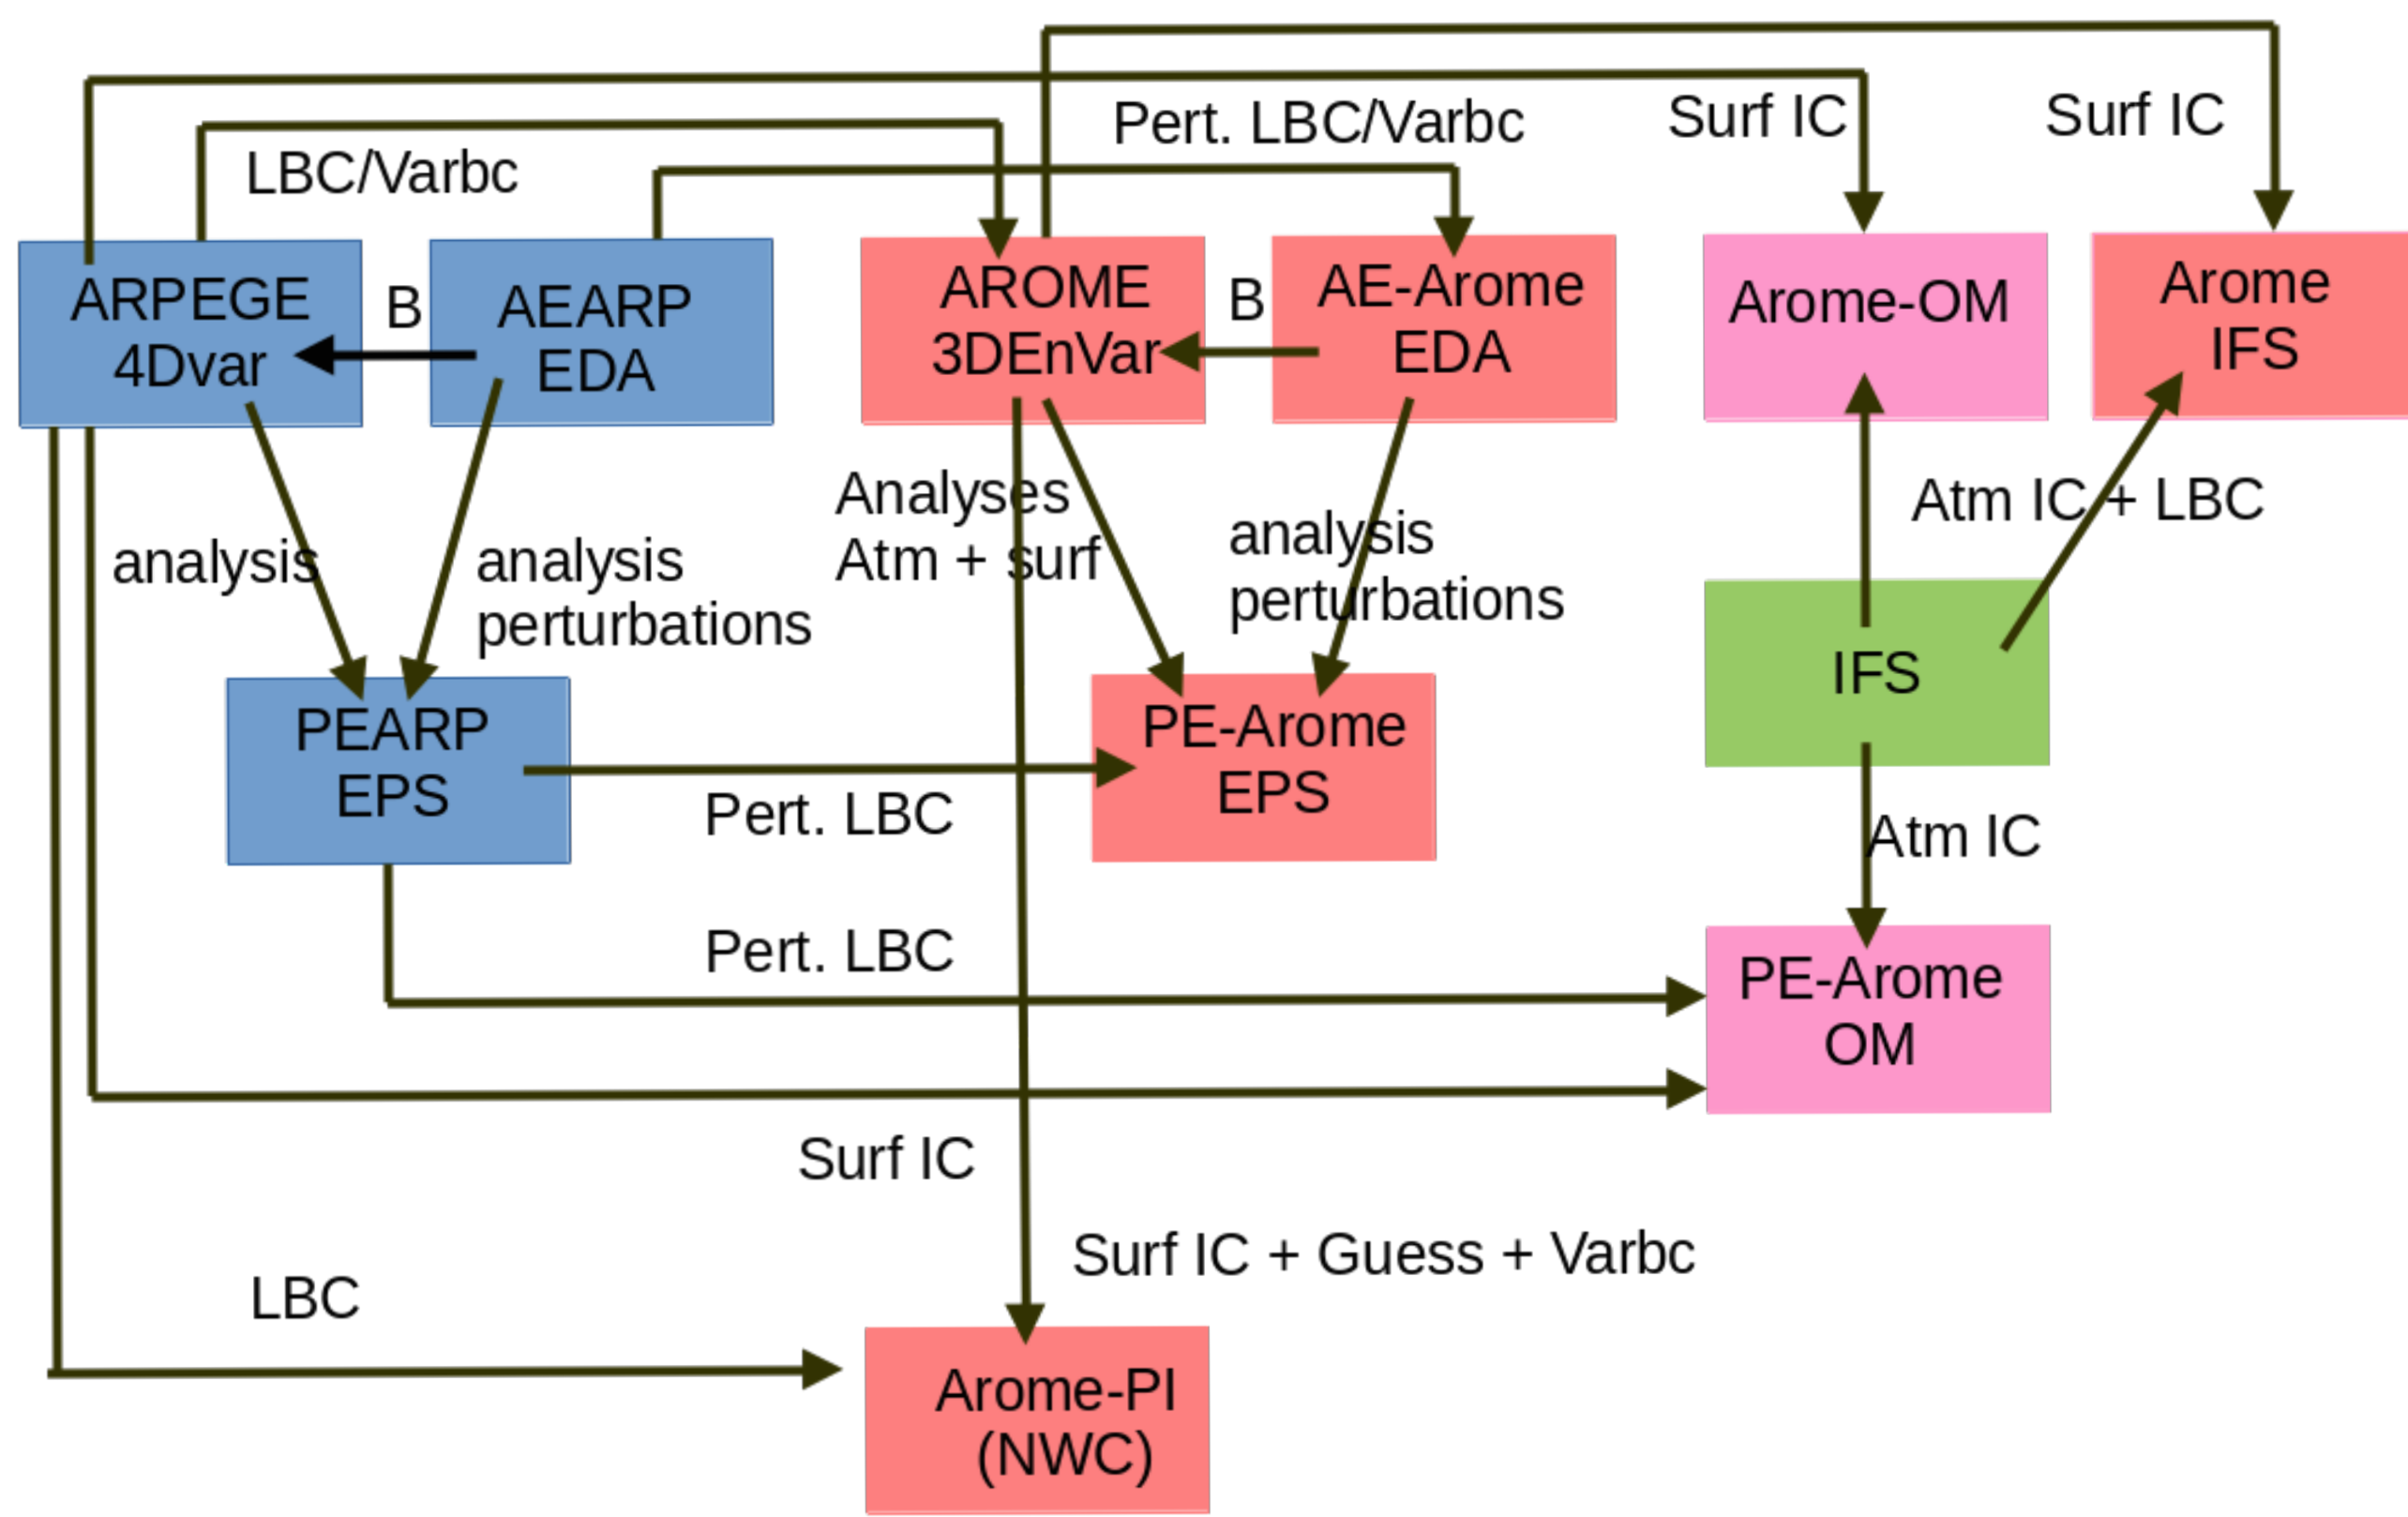 Pert. LBC/Varbc
Surf IC
Surf IC
LBC/Varbc
ARPEGE
4Dvar
B
AEARP
EDA
AROME
3DEnVar
B
AE-Arome
EDA
Arome-OM
Arome
IFS
analysis
analysis
perturbations
Analyses
Atm + surf
analysis
perturbations
Atm IC + LBC
IFS
PEARP
EPS
Pert. LBC
PE-Arome
EPS
Atm IC
Pert. LBC
PE-Arome
OM
Surf IC
Surf IC + Guess + Varbc
LBC
Arome-PI
(NWC)